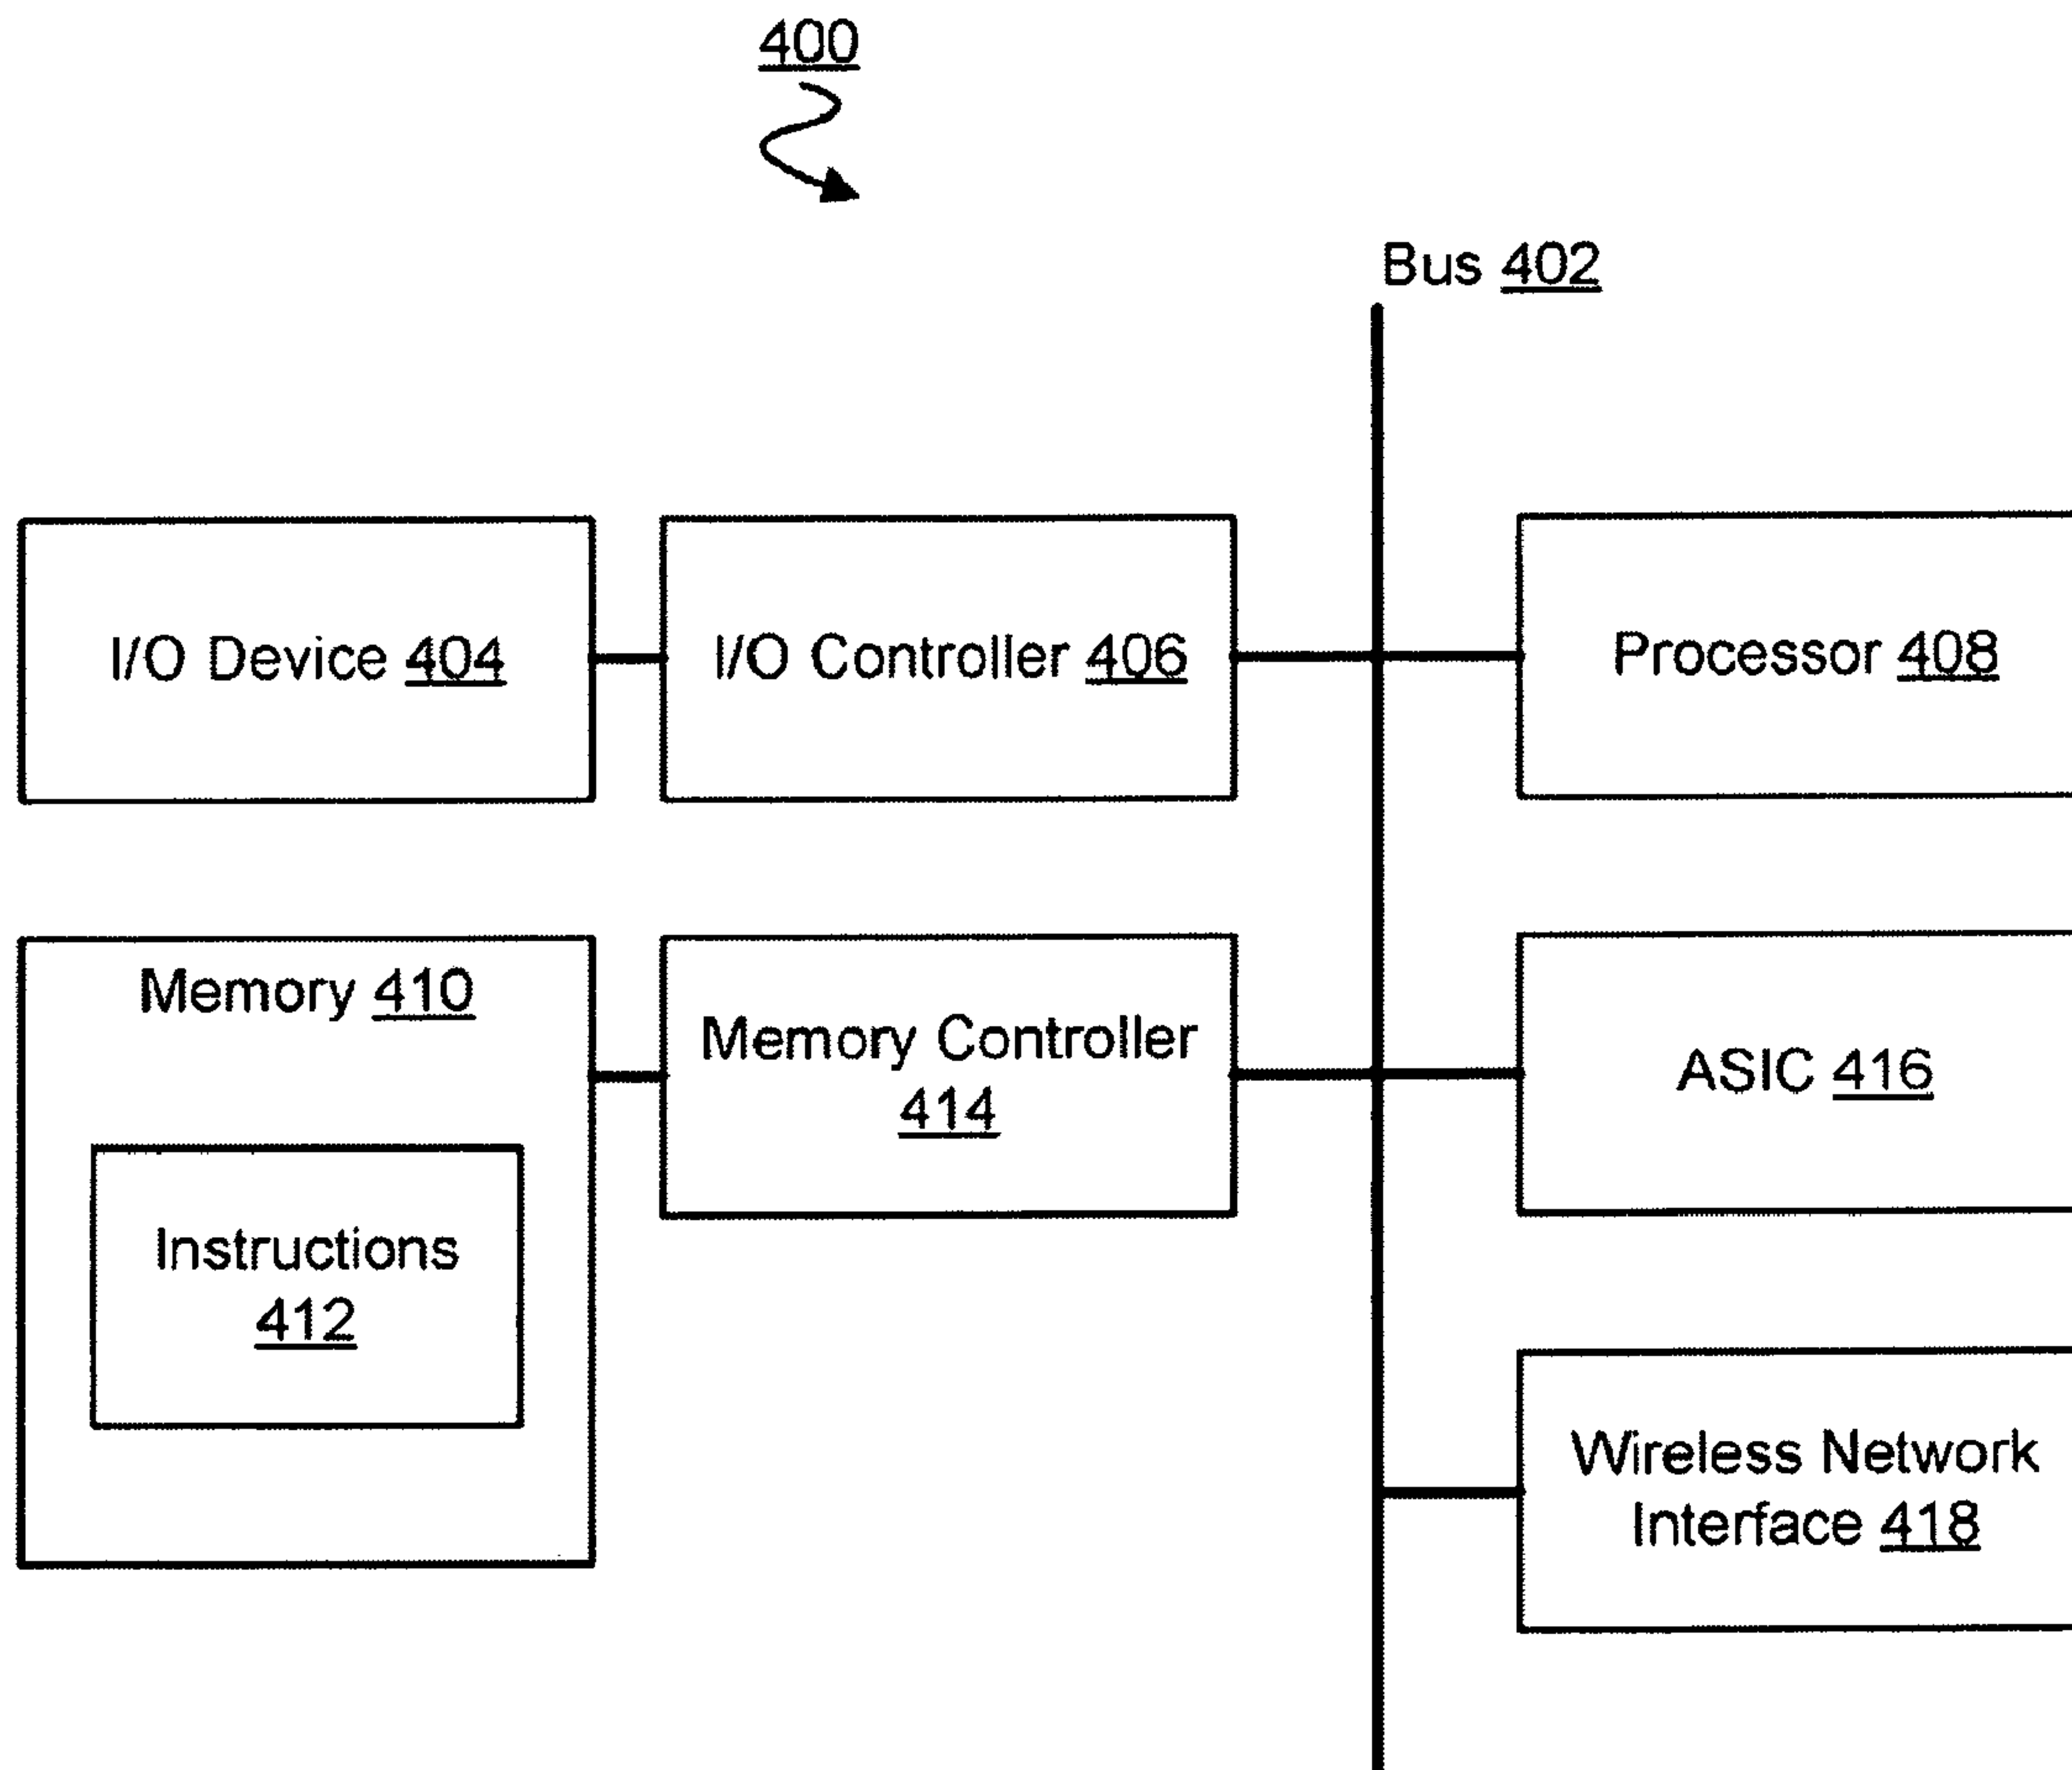 400
Bus 402
I/O Device 404
I/O Controller 406
Processor 408
Memory 410
Memory Controller
414
ASIC 416
Instructions
412
Wireless Network
Interface 418